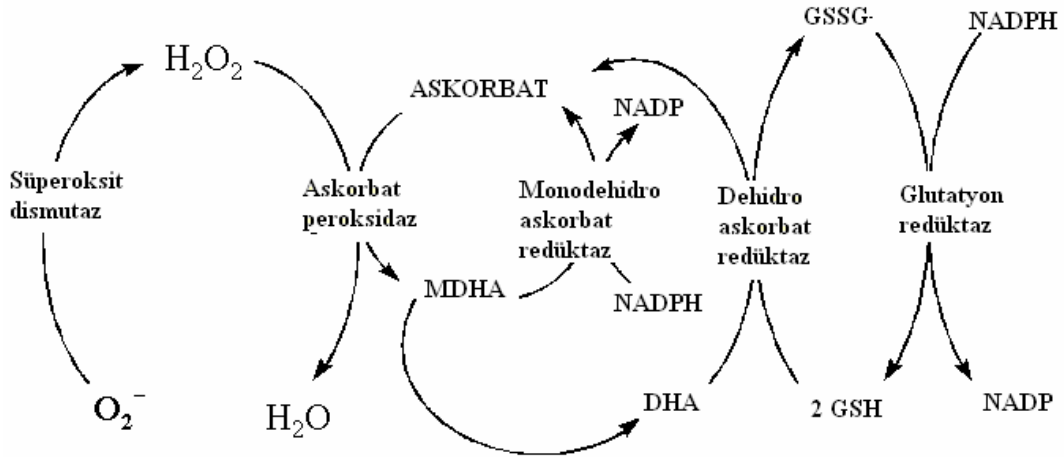 GSSG
NADPH
H₂O₂
ASKORBAT
NADP
Süperoksit
dismutaz
Askorbat
peroksidaz
Monodehidro
askorbat
redüktaz
Dehidro
askorbat
redüktaz
Glutatyon
redüktaz
MDHA
NADPH
O₂⁻
H₂O
DHA
2 GSH
NADP